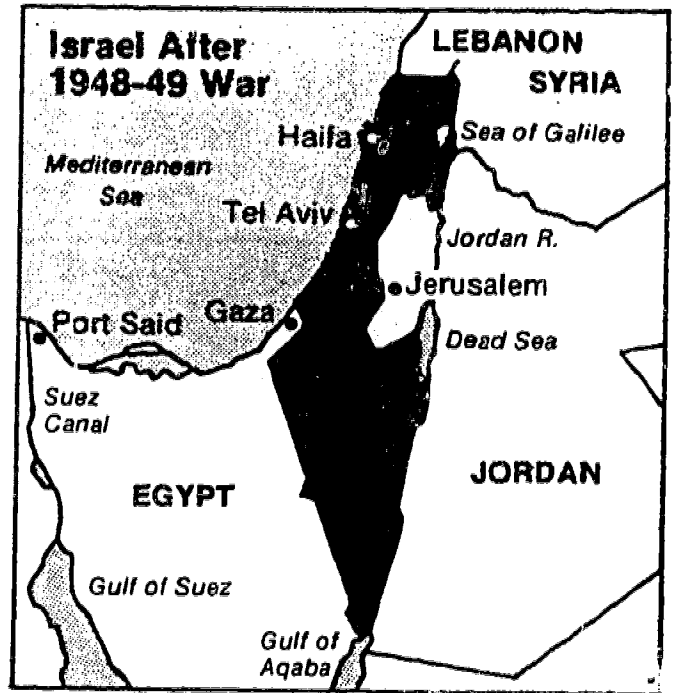 Israel After
1948-49 War
LEBANON
SYRIA
Haifa
Sea of Galilee
Mediterranean
Sea
Tel Aviv
Jordan R.
Jerusalem
Gaza
Port Said
Dead Sea
Suez
Canal
JORDAN
EGYPT
Gulf of Suez
Gulf of
Aqaba